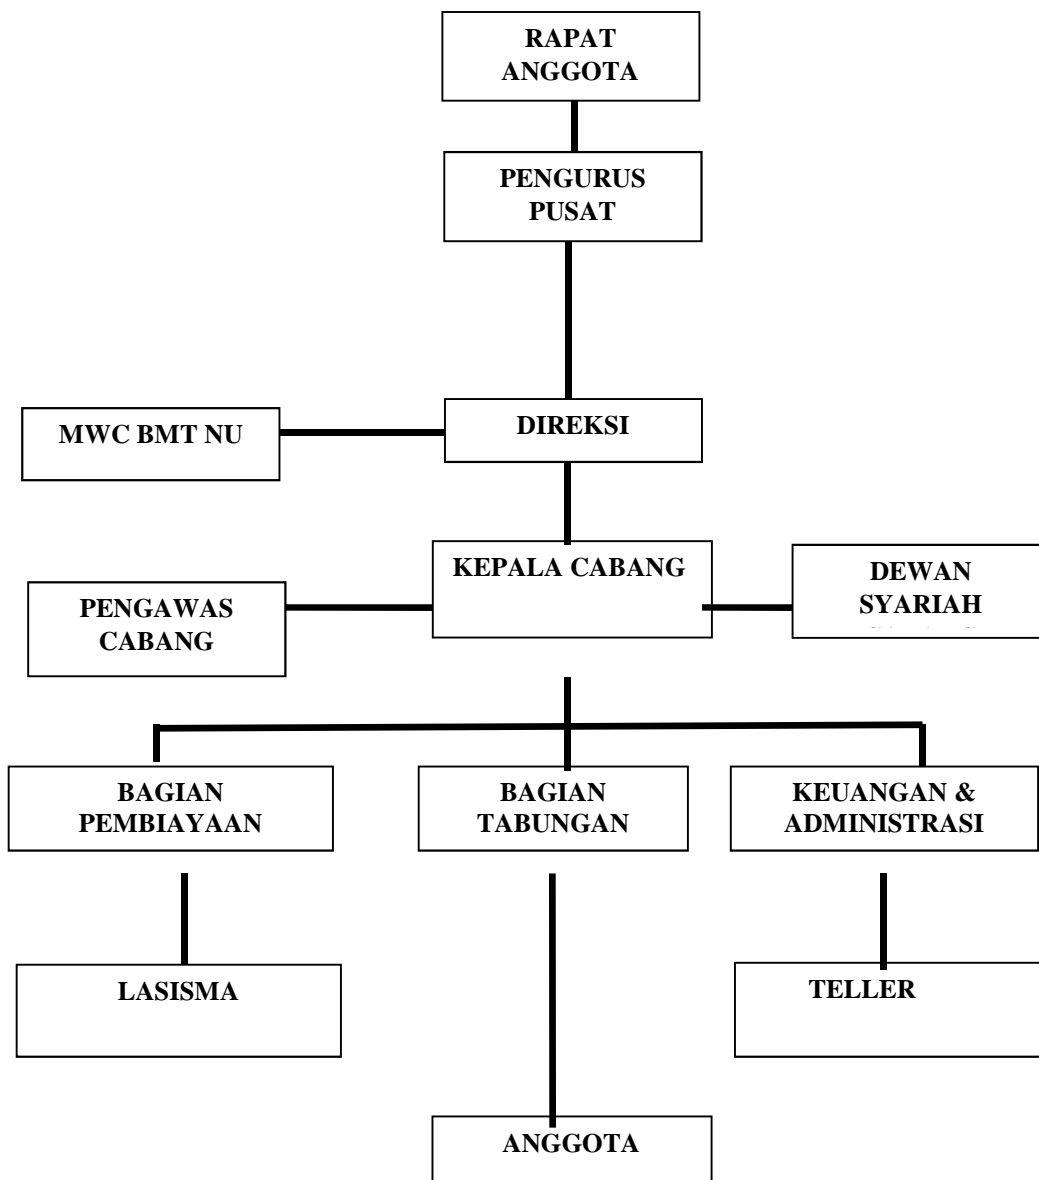 RAPAT
ANGGOTA
PENGURUS
PUSAT
DIREKSI
MWC BMT NU
KEPALA CABANG
DEWAN
SYARIAH
PENGAWAS
CABANG
BAGIAN
PEMBIAYAAN
BAGIAN
TABUNGAN
KEUANGAN &
ADMINISTRASI
LASISMA
TELLER
ANGGOTA